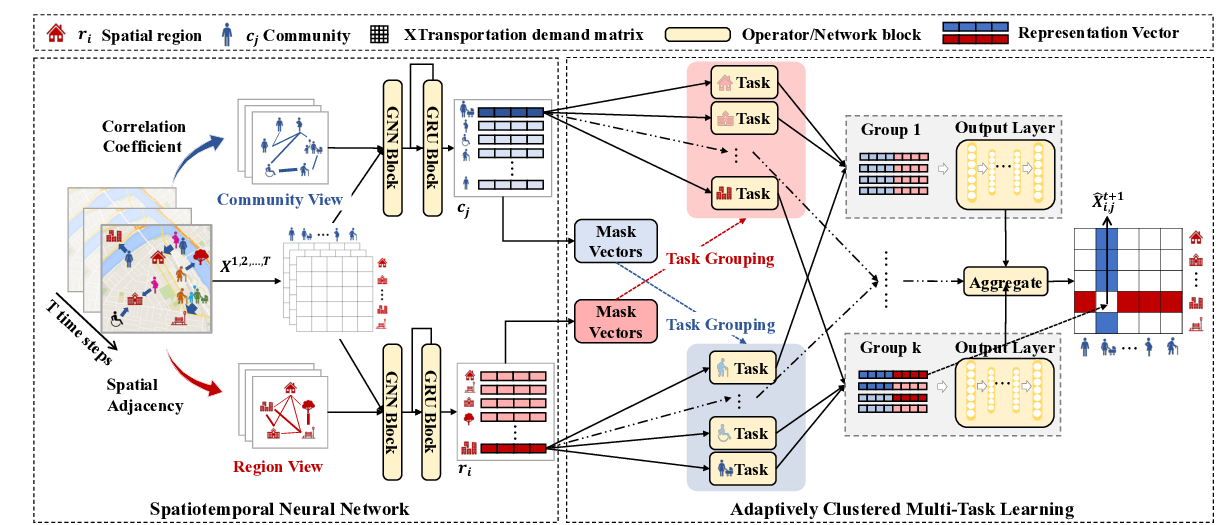 r_i Spatial region
c_j Community
XTransportation demand matrix
Operator/Network block
Representation Vector
Correlation
Coefficient
Community View
X^{1,2,...,T}
T time steps
Spatial
Adjacency
Region View
GNN Block
GRU Block
c_j
GNN Block
GRU Block
r_i
Spatiotemporal Neural Network
Mask
Vectors
Mask
Vectors
Task Grouping
Task Grouping
Task
Task
Task
Task
Task
Task
Group 1
Output Layer
Aggregate
Group k
Output Layer
X̂_{i,j}^{t+1}
Adaptively Clustered Multi-Task Learning